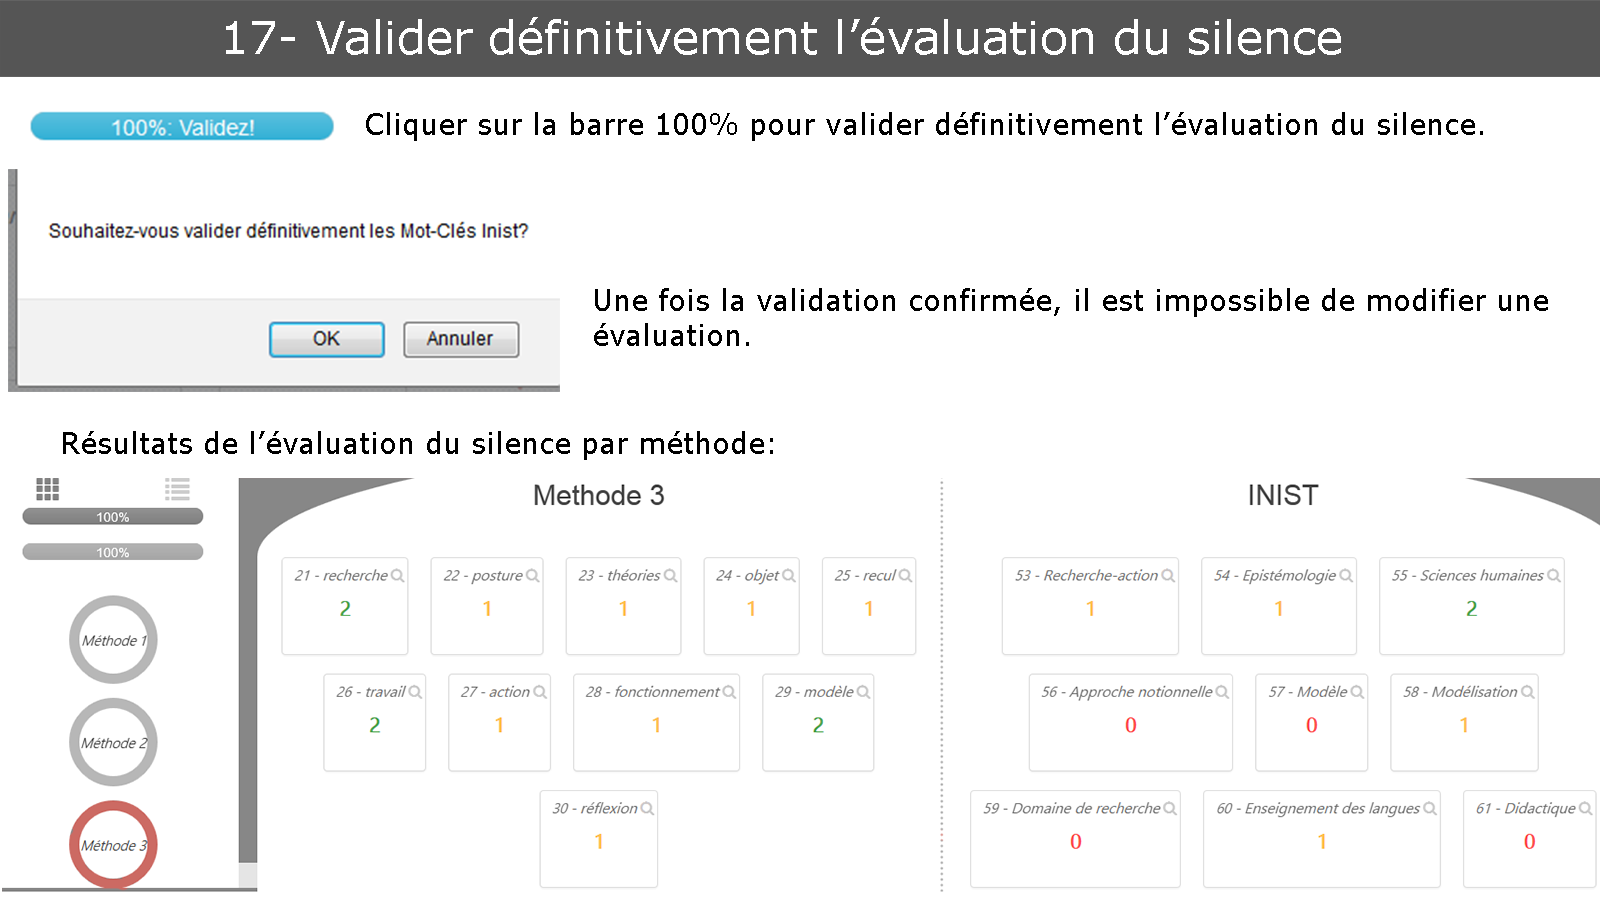 17- Valider définitivement l’évaluation du silence
100%: Validez!
Cliquer sur la barre 100% pour valider définitivement l’évaluation du silence.
Souhaitez-vous valider définitivement les Mot-Clés Inist?
OK
Annuler
Une fois la validation confirmée, il est impossible de modifier une
évaluation.
Résultats de l’évaluation du silence par méthode:
100%
100%
Méthode 1
Méthode 2
Méthode 3
Methode 3
21 - recherche
2
22 - posture
1
23 - théories
1
24 - objet
1
25 - recul
1
26 - travail
2
27 - action
1
28 - fonctionnement
1
29 - modèle
2
30 - réflexion
1
INIST
53 - Recherche-action
1
54 - Epistémologie
1
55 - Sciences humaines
2
56 - Approche notionnelle
0
57 - Modèle
0
58 - Modélisation
1
59 - Domaine de recherche
0
60 - Enseignement des langues
1
61 - Didactique
0